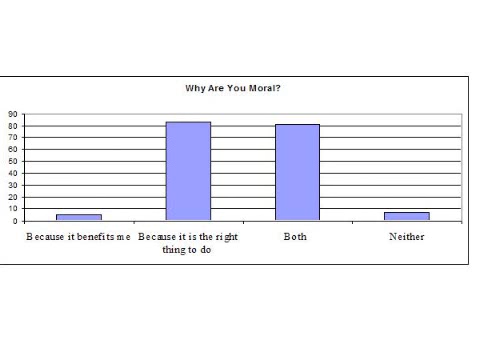 Why Are You Moral?
90
80
70
60
50
40
30
20
10
0
Because it benefits me
Because it is the right
thing to do
Both
Neither